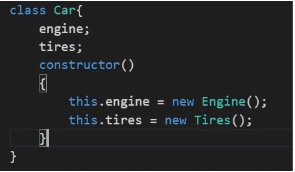 class Car{
    engine;
    tires;
    constructor()
    {
        this.engine = new Engine();
        this.tires = new Tires();
    }
}